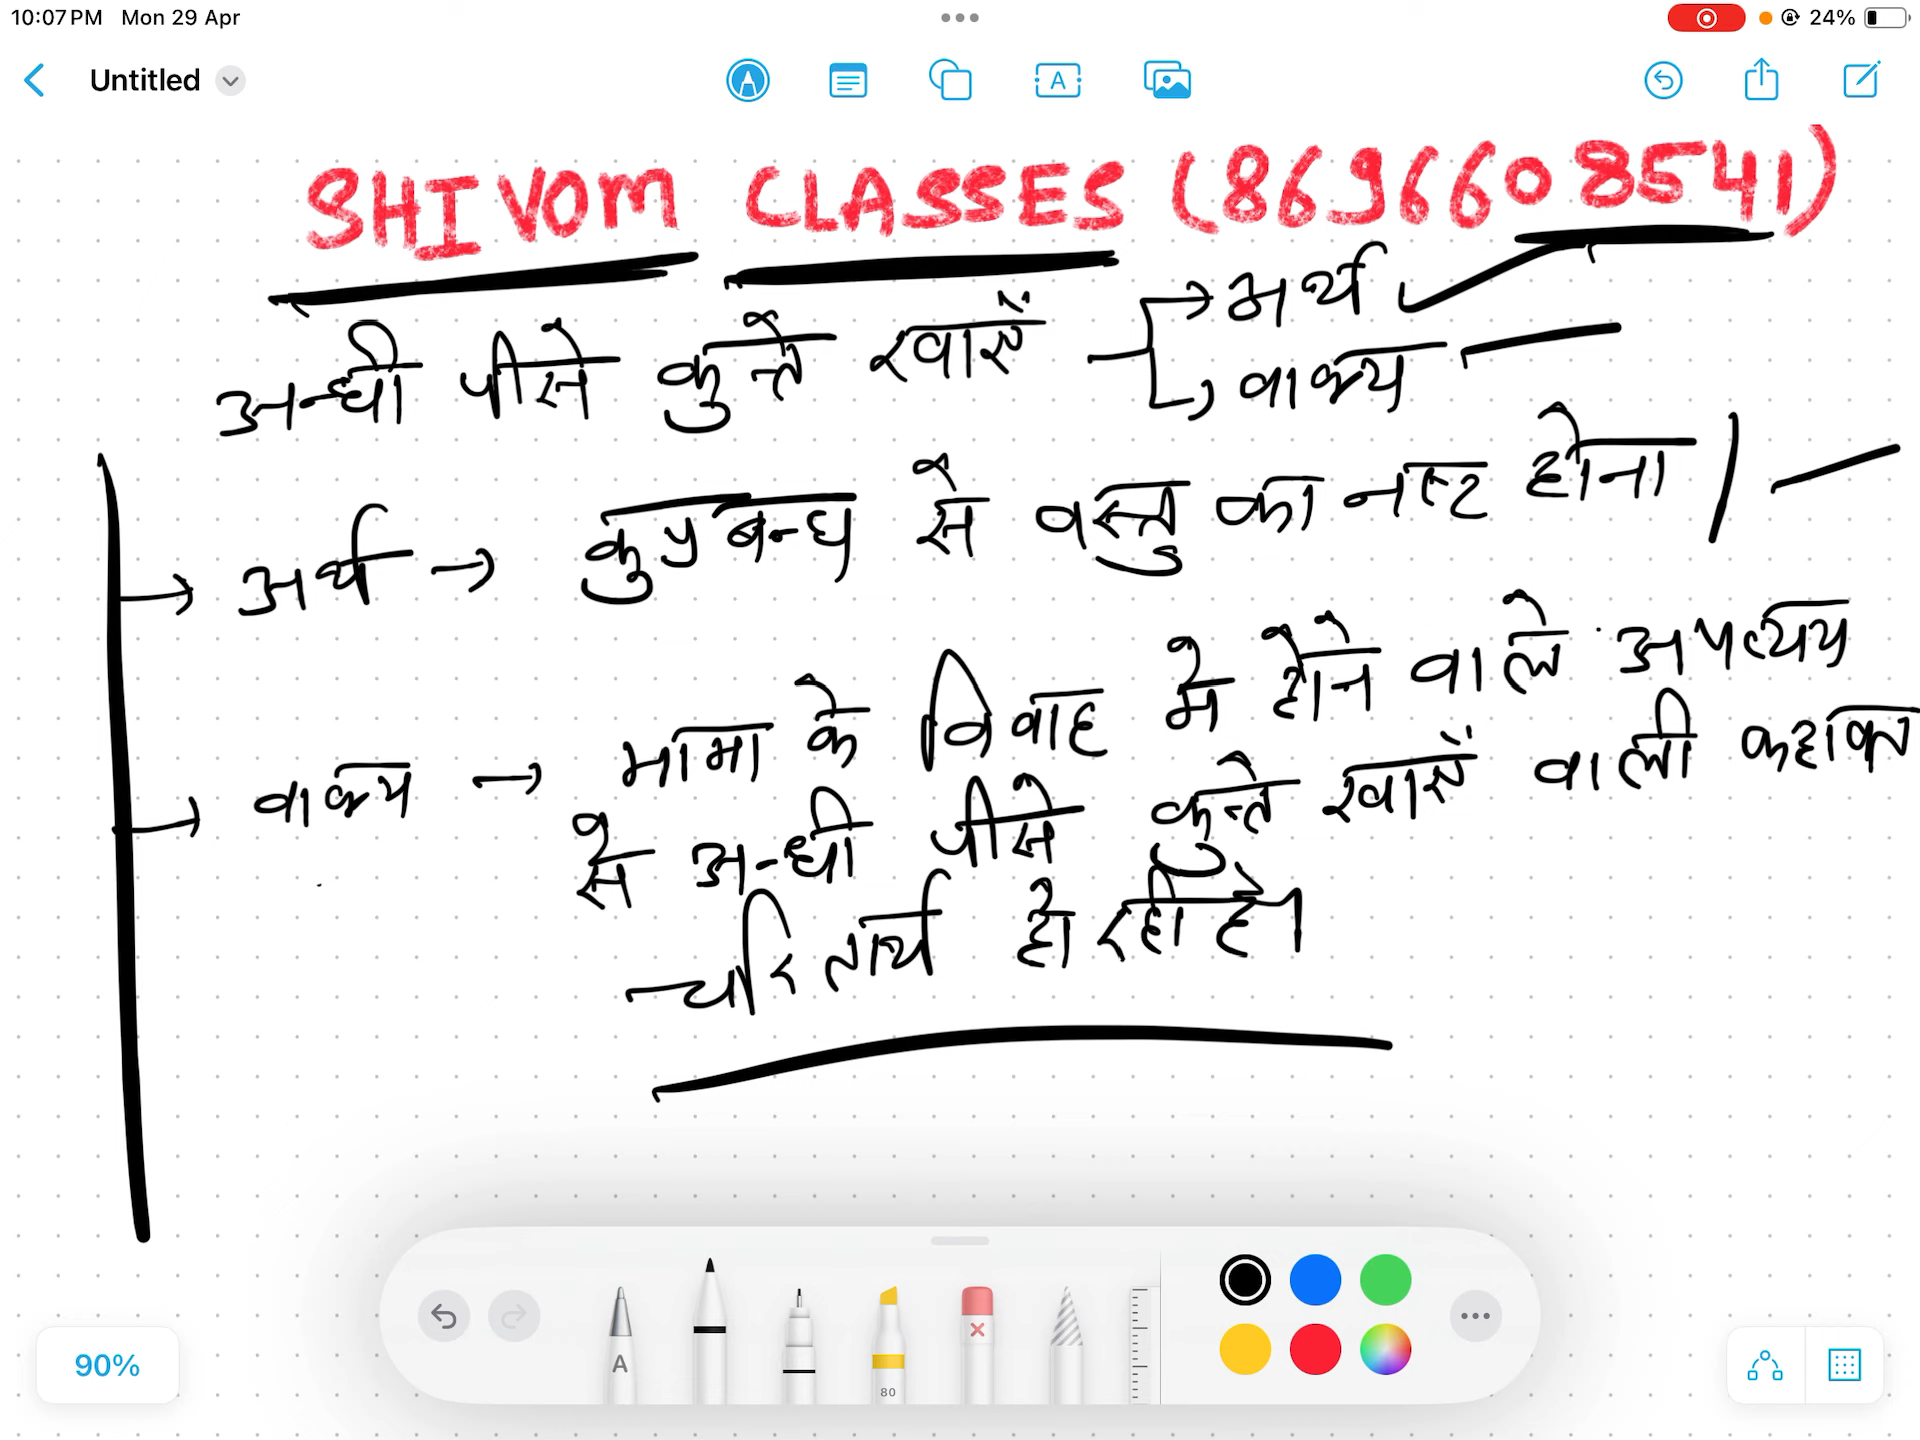 10:07 PM Mon 29 Apr
24%
Untitled
A
SHIVOM CLASSES (8696608541)
अन्धी पीसे कुत्ते खाएँ → अर्थ
→ वाक्य
→ अर्थ → कुप्रबन्ध से वस्तु का नष्ट होना |
→ वाक्य → मामा के विवाह में होने वाले अपव्यय
से अन्धी पीसे कुत्ते खाएँ वाली कहावत
चरितार्थ हो रही है।
A
80
90%